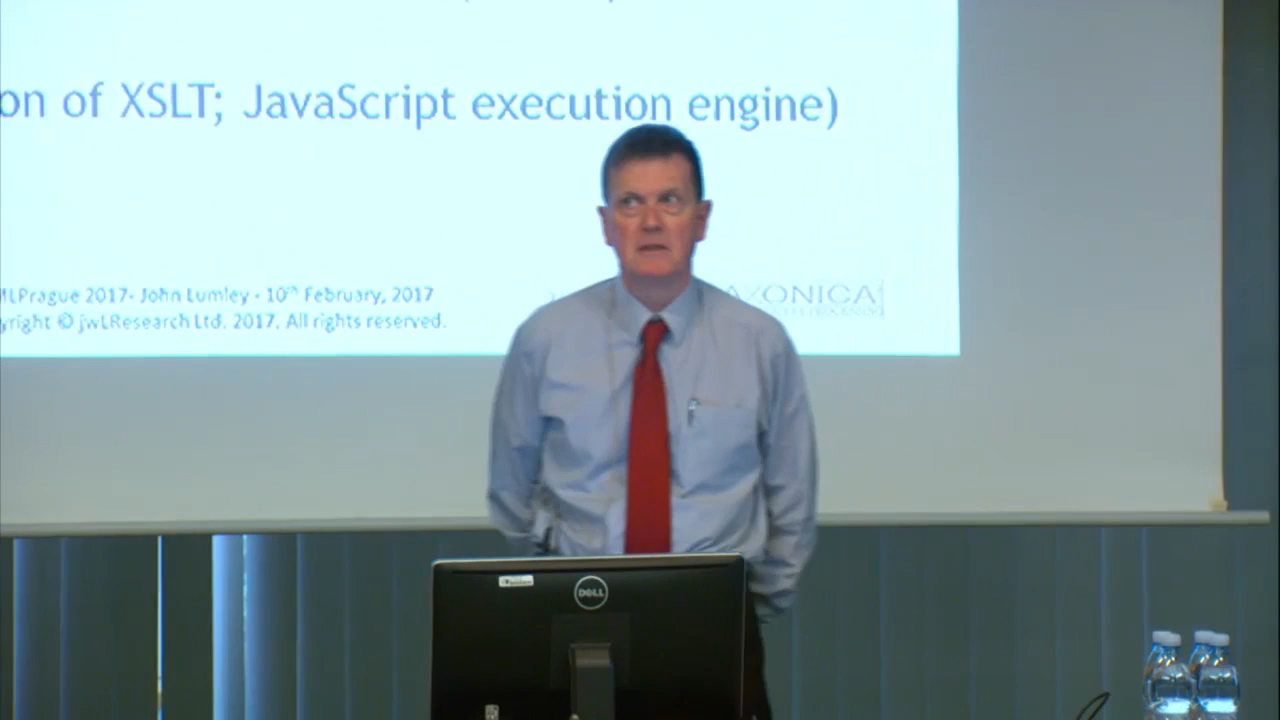 on of XSLT; JavaScript execution engine)
MLPrague 2017- John Lumley - 10th February, 2017
yright © jwLResearch Ltd. 2017. All rights reserved.
AXONICA
DELL